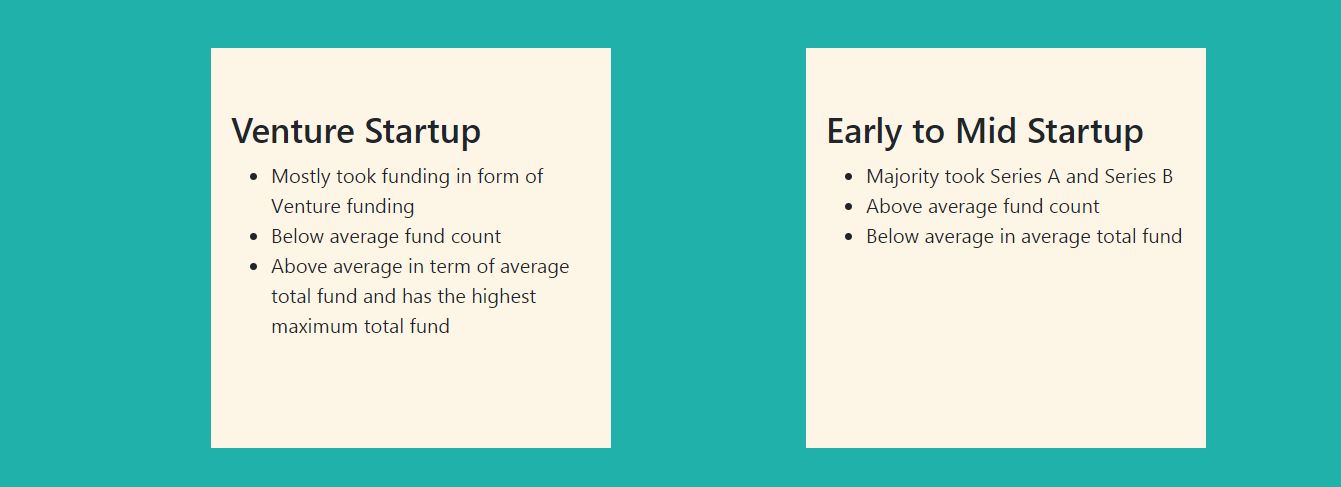 Venture Startup
• Mostly took funding in form of
Venture funding
• Below average fund count
• Above average in term of average
total fund and has the highest
maximum total fund
Early to Mid Startup
• Majority took Series A and Series B
• Above average fund count
• Below average in average total fund